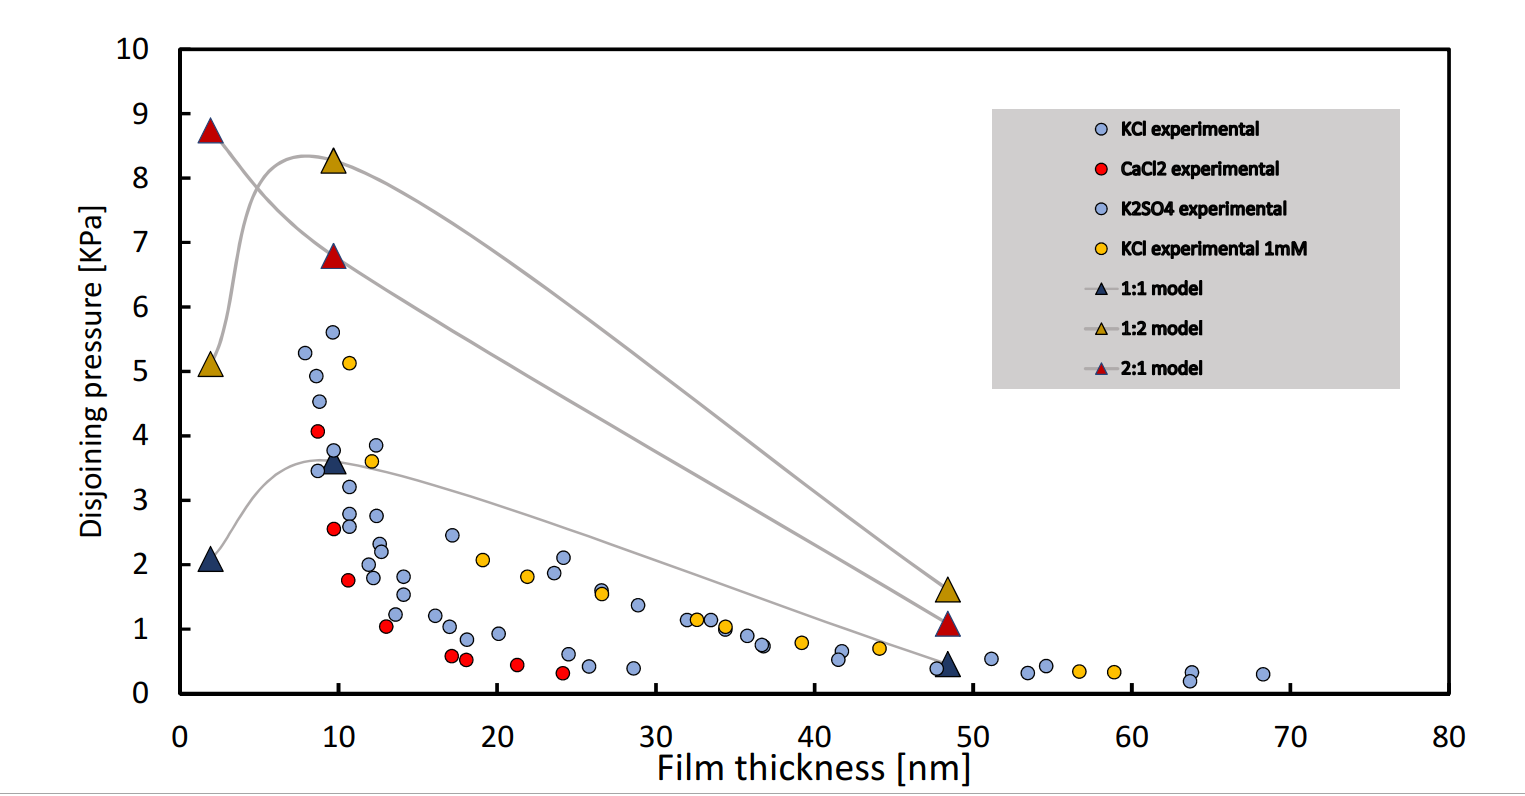 10
9
8
7
6
5
4
3
2
1
0
Disjoining pressure [KPa]
KCl experimental
CaCl2 experimental
K2SO4 experimental
KCl experimental 1mM
1:1 model
1:2 model
2:1 model
0 10 20 30 40 50 60 70 80
Film thickness [nm]